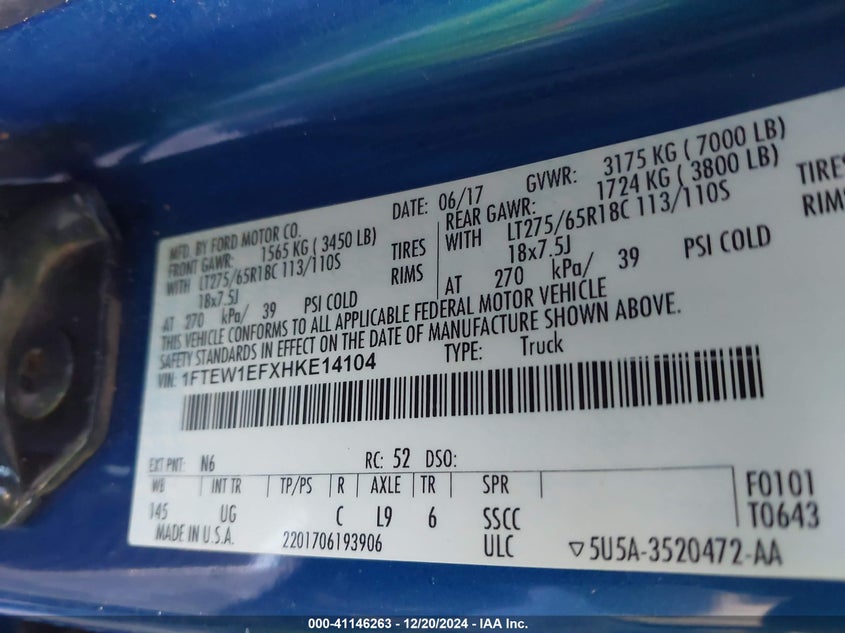 MFD. BY FORD MOTOR CO.
DATE: 06/17
GVWR: 3175 KG ( 7000 LB)
FRONT GAWR: 1565 KG ( 3450 LB)
REAR GAWR: 1724 KG ( 3800 LB)
WITH LT275/65R18C 113/110S TIRES
WITH LT275/65R18C 113/110S TIRES
18x7.5J RIMS
18x7.5J RIMS
AT 270 kPa/ 39 PSI COLD
AT 270 kPa/ 39 PSI COLD
THIS VEHICLE CONFORMS TO ALL APPLICABLE FEDERAL MOTOR VEHICLE
SAFETY STANDARDS IN EFFECT ON THE DATE OF MANUFACTURE SHOWN ABOVE.
VIN: 1FTEW1EFXHKE14104
TYPE: Truck
EXT PNT: N6 RC: 52 DSO:
WB INT TR TP/PS R AXLE TR SPR
145 UG C L9 6 SSCC
F0101
T0643
MADE IN U.S.A. 2201706193906 ULC
▽5U5A-3520472-AA
000-41146263 - 12/20/2024 - IAA Inc.